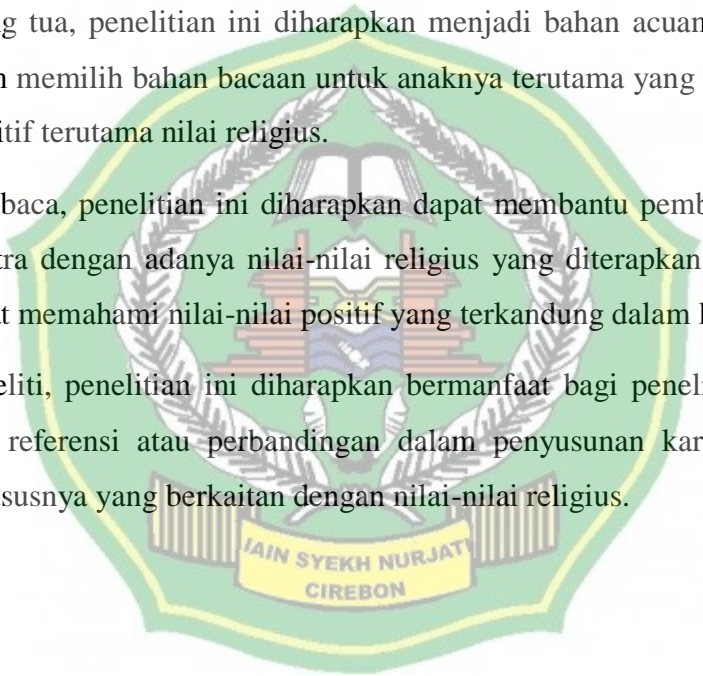 g tua, penelitian ini diharapkan menjadi bahan acuan
memilih bahan bacaan untuk anaknya terutama yang
itif terutama nilai religius.
baca, penelitian ini diharapkan dapat membantu pemb
tra dengan adanya nilai-nilai religius yang diterapkan
t memahami nilai-nilai positif yang terkandung dalam
eliti, penelitian ini diharapkan bermanfaat bagi peneli
referensi atau perbandingan dalam penyusunan kar
ususnya yang berkaitan dengan nilai-nilai religius.
IAIN SYEKH NURJATI
CIREBON